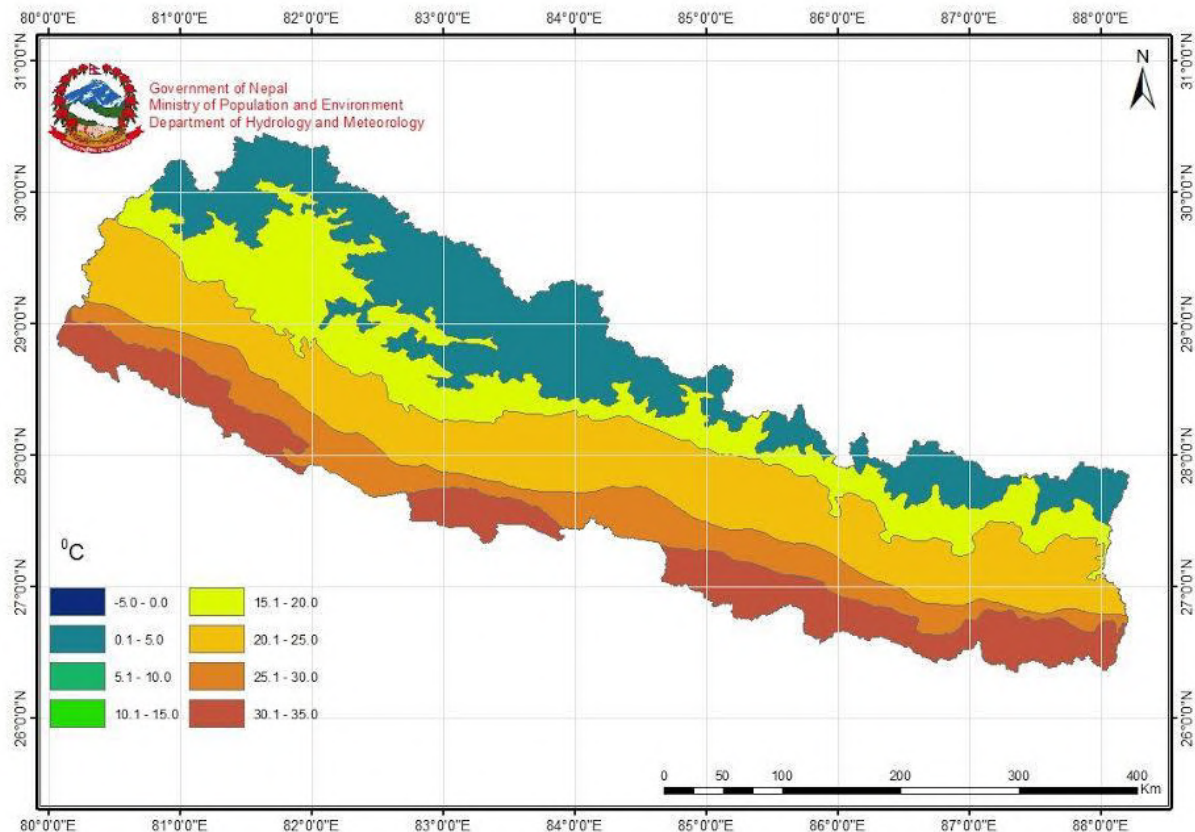 80°0'0"E 81°0'0"E 82°0'0"E 83°0'0"E 84°0'0"E 85°0'0"E 86°0'0"E 87°0'0"E 88°0'0"E
31°0'0"N
30°0'0"N
29°0'0"N
28°0'0"N
27°0'0"N
26°0'0"N
Government of Nepal
Ministry of Population and Environment
Department of Hydrology and Meteorology
N
31°0'0"N
30°0'0"N
29°0'0"N
28°0'0"N
27°0'0"N
26°0'0"N
⁰C
-5.0 - 0.0
0.1 - 5.0
5.1 - 10.0
10.1 - 15.0
15.1 - 20.0
20.1 - 25.0
25.1 - 30.0
30.1 - 35.0
0 50 100 200 300 400
Km
80°0'0"E 81°0'0"E 82°0'0"E 83°0'0"E 84°0'0"E 85°0'0"E 86°0'0"E 87°0'0"E 88°0'0"E